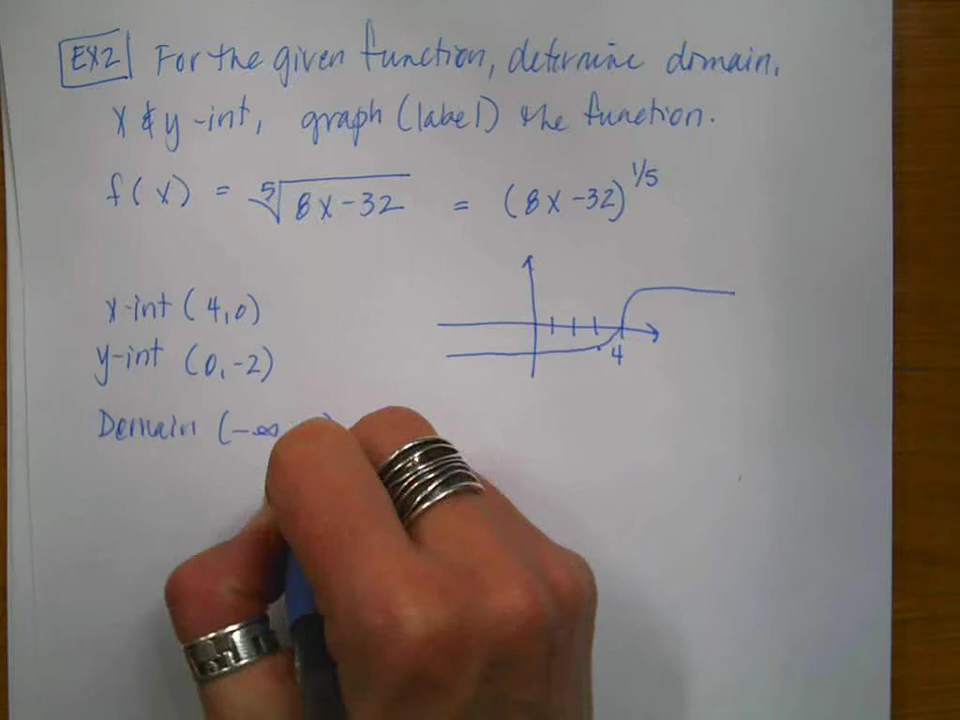 EX2 For the given function, determine domain,
x & y-int, graph (label) the function.
f(x) = ⁵√8x-32 = (8x-32)^1/5
x-int (4,0)
y-int (0,-2)
4
Domain (-∞